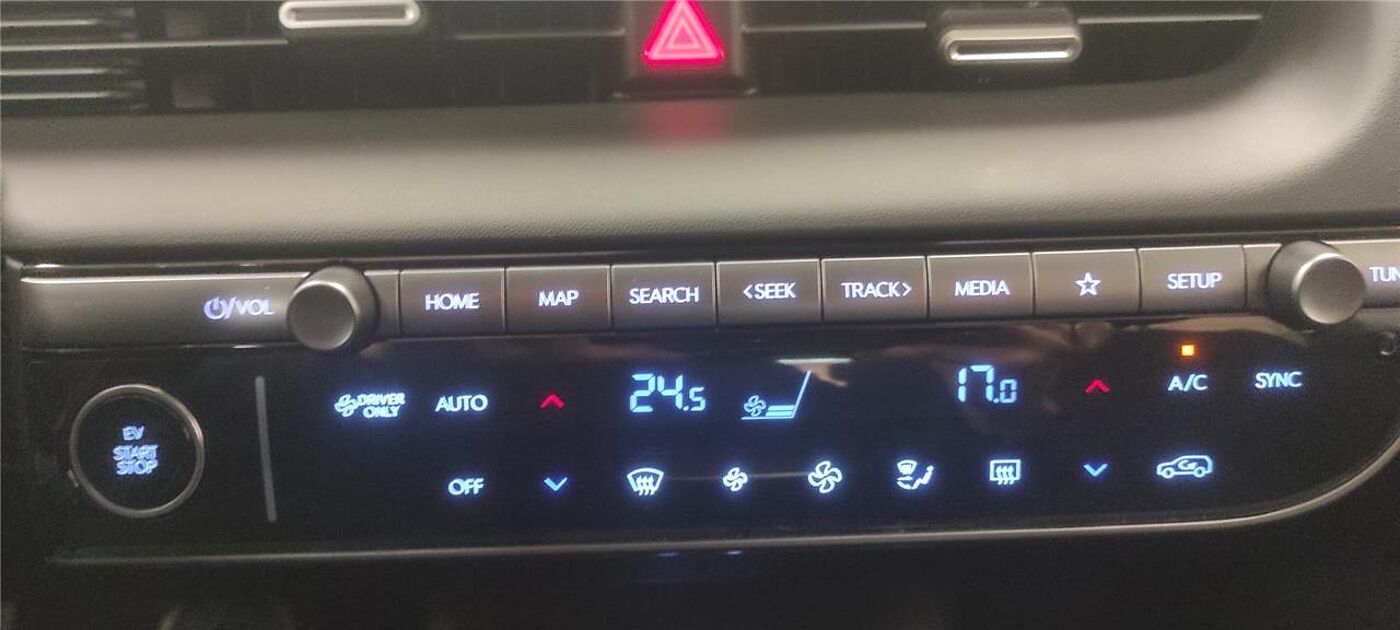 ⏻/VOL
HOME
MAP
SEARCH
<SEEK
TRACK>
MEDIA
☆
SETUP
DRIVER
ONLY
AUTO
24.5
17.0
A/C
SYNC
EV
START
STOP
OFF